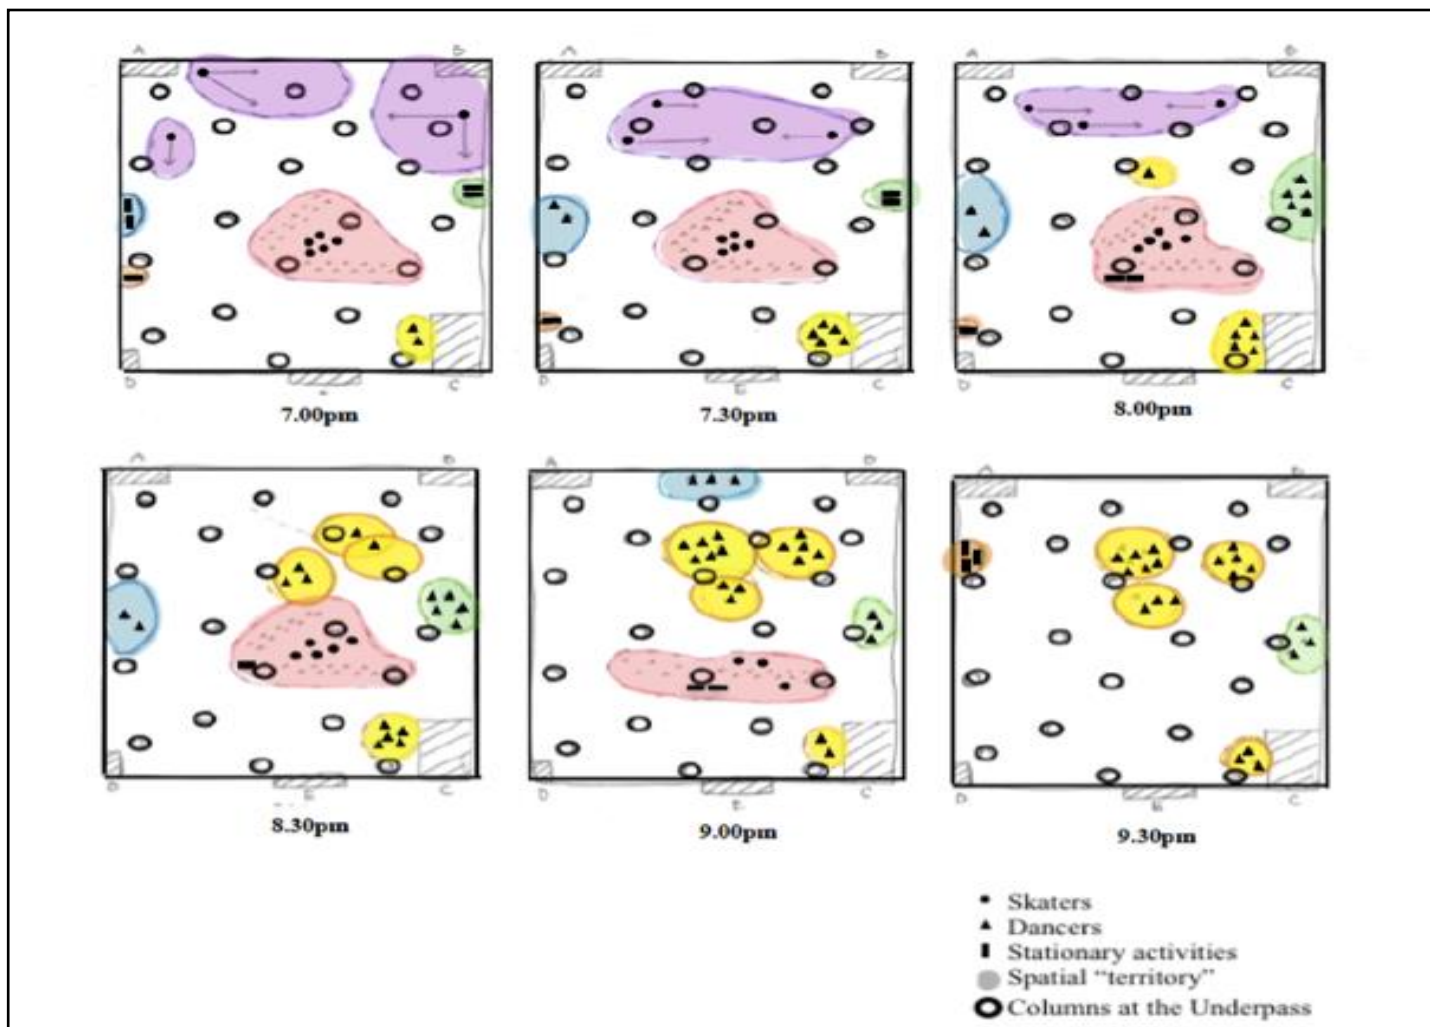 A B
A B
A B
D C
D E C
D C
7.00pm
7.30pm
8.00pm
A B
A D
B
D E C
D C
D C
8.30pm
9.00pm
9.30pm
Skaters
Dancers
Stationary activities
Spatial “territory”
Columns at the Underpass